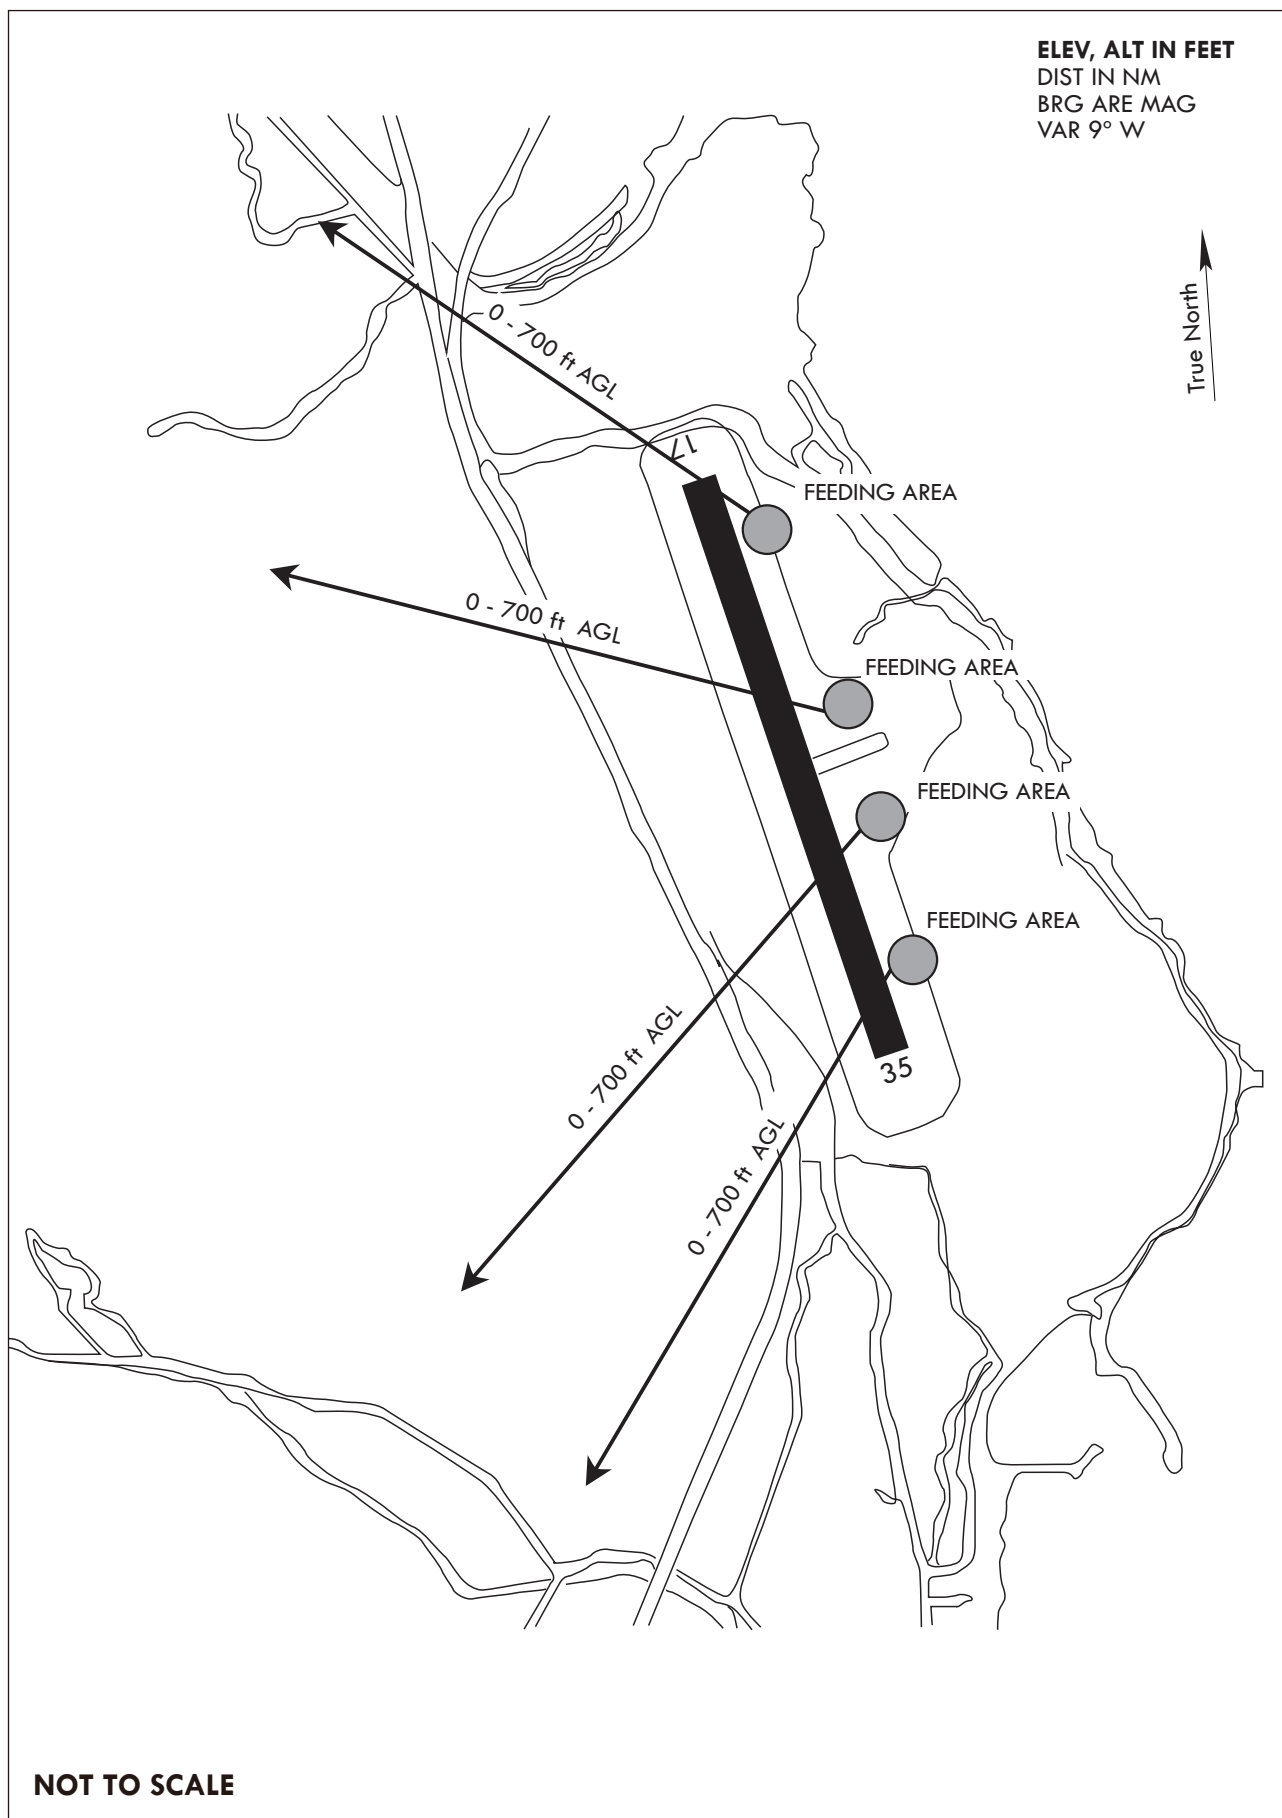 ELEV, ALT IN FEET
DIST IN NM
BRG ARE MAG
VAR 9° W
True North
0 - 700 ft AGL
17
FEEDING AREA
0 - 700 ft AGL
FEEDING AREA
FEEDING AREA
FEEDING AREA
0 - 700 ft AGL
35
0 - 700 ft AGL
NOT TO SCALE